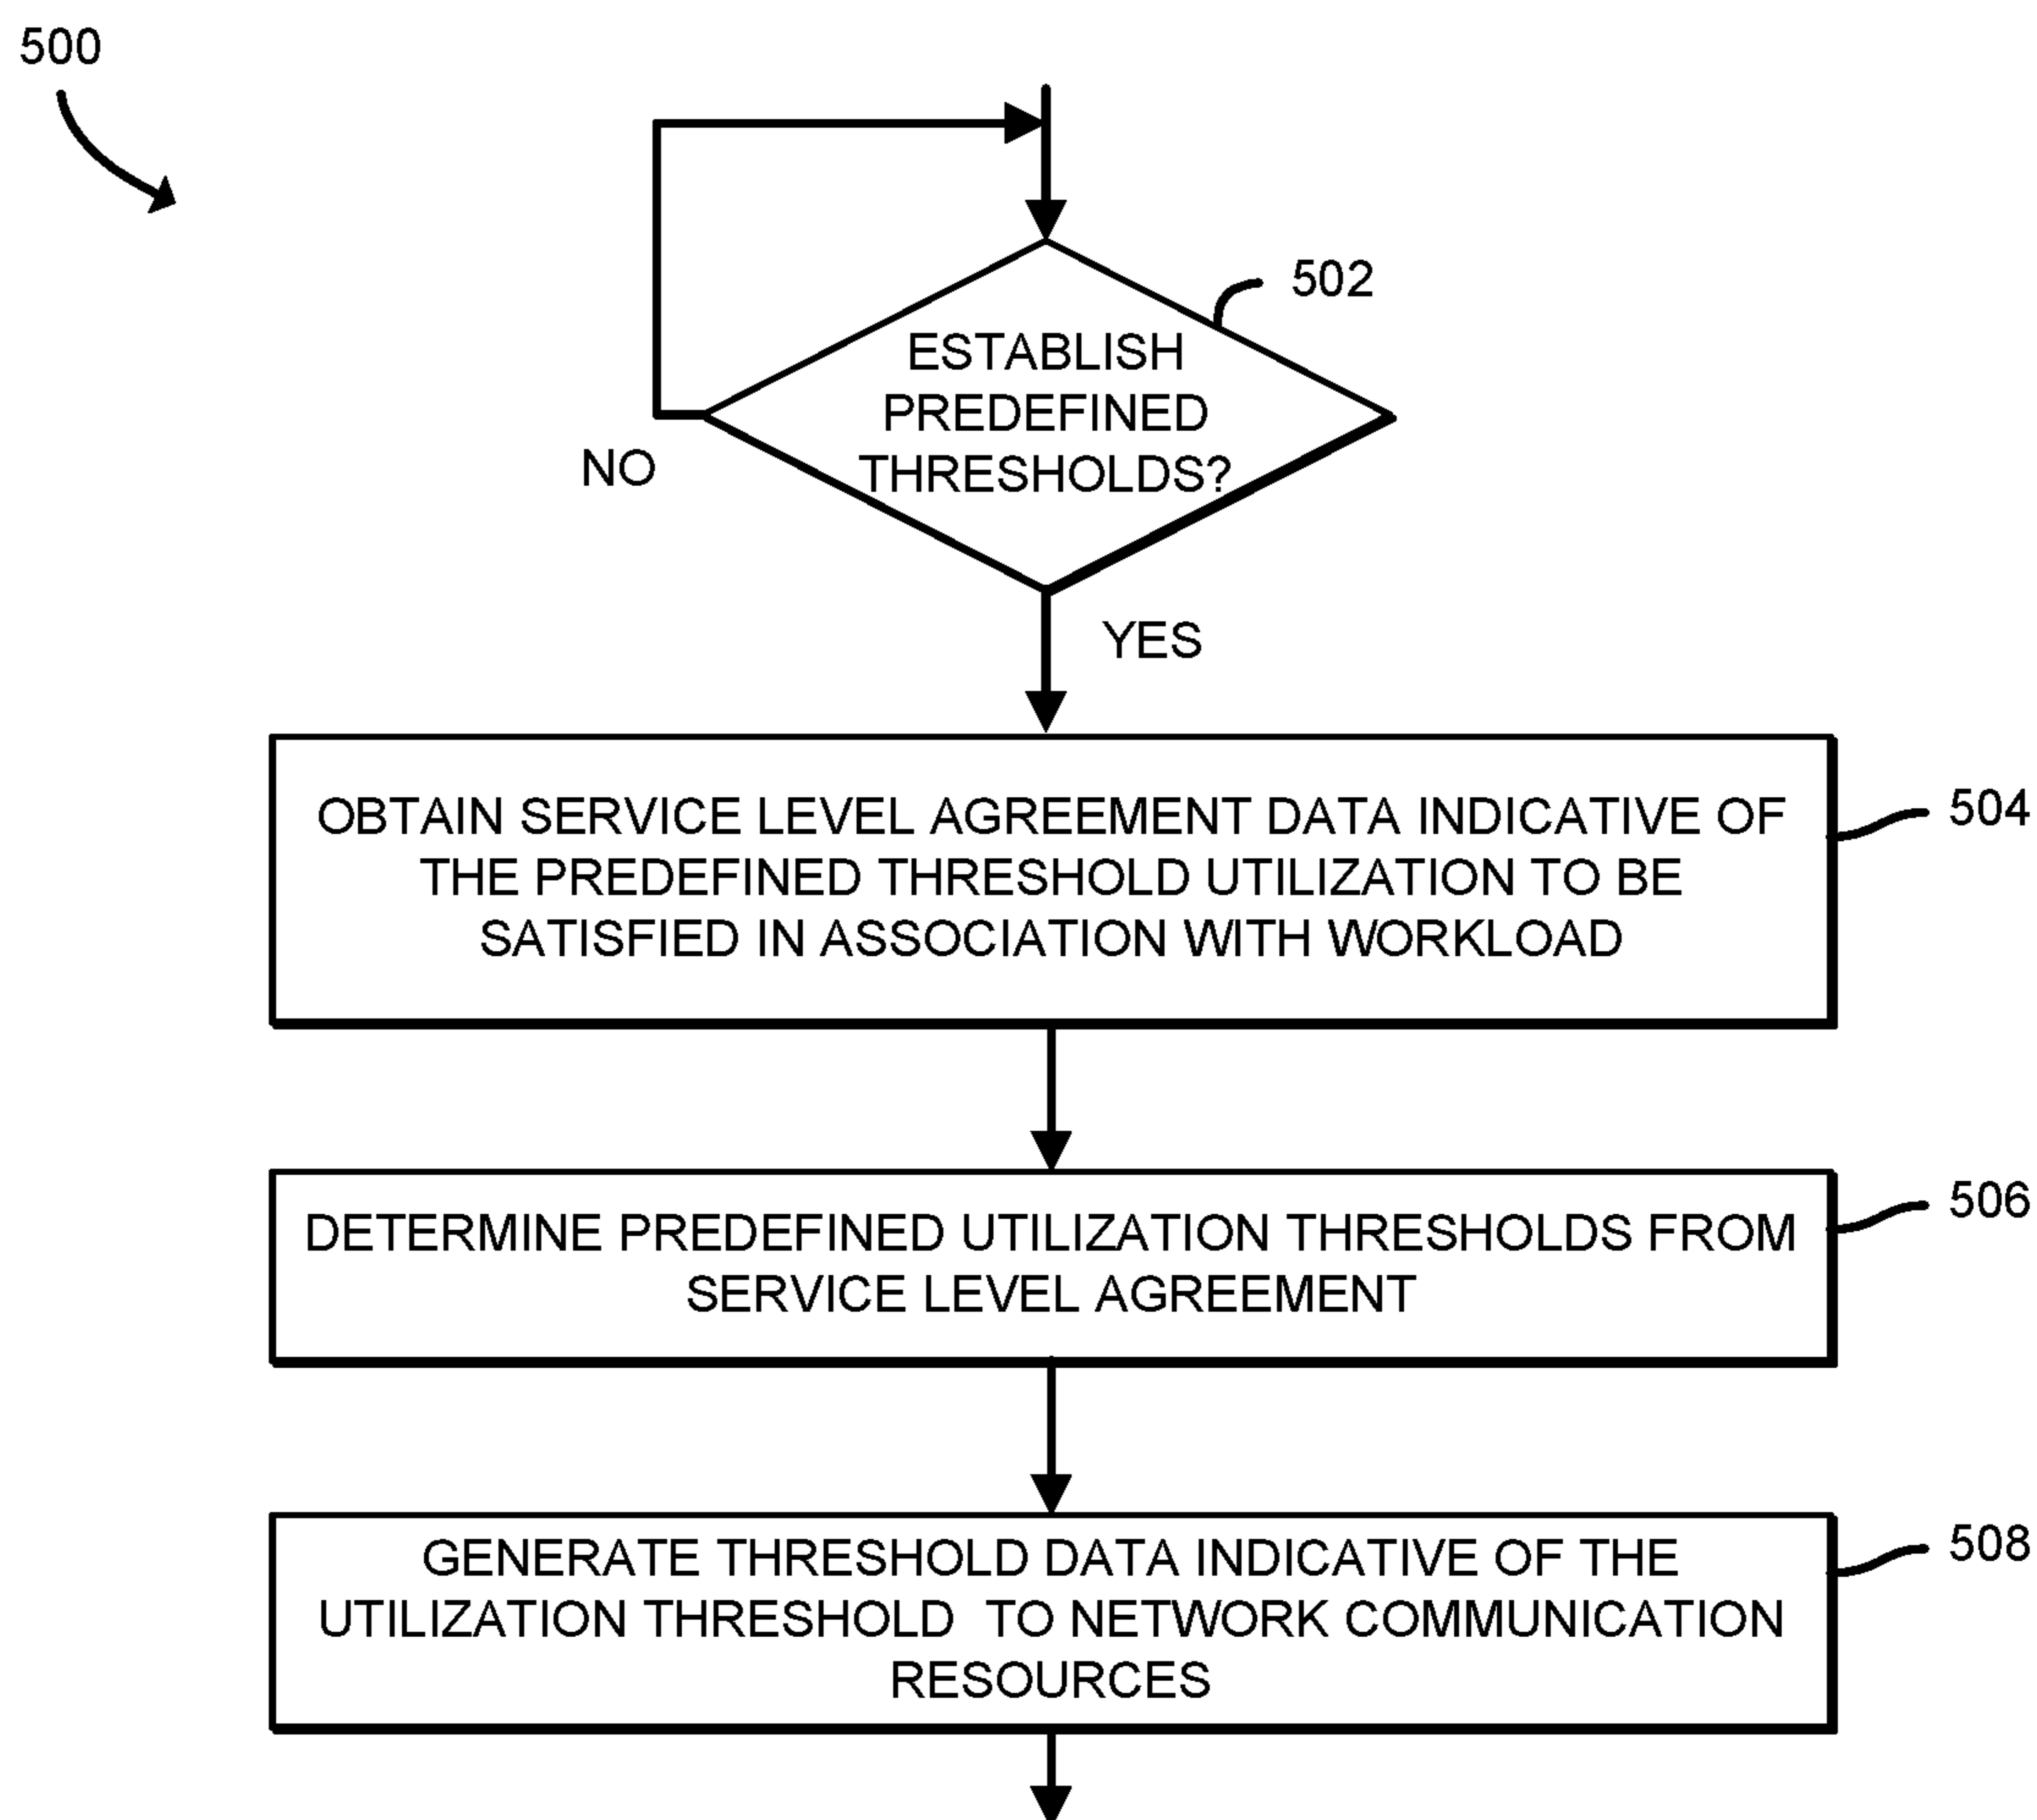 500
502
ESTABLISH
PREDEFINED
THRESHOLDS?
NO
YES
OBTAIN SERVICE LEVEL AGREEMENT DATA INDICATIVE OF
THE PREDEFINED THRESHOLD UTILIZATION TO BE
SATISFIED IN ASSOCIATION WITH WORKLOAD
504
DETERMINE PREDEFINED UTILIZATION THRESHOLDS FROM
SERVICE LEVEL AGREEMENT
506
GENERATE THRESHOLD DATA INDICATIVE OF THE
UTILIZATION THRESHOLD  TO NETWORK COMMUNICATION
RESOURCES
508